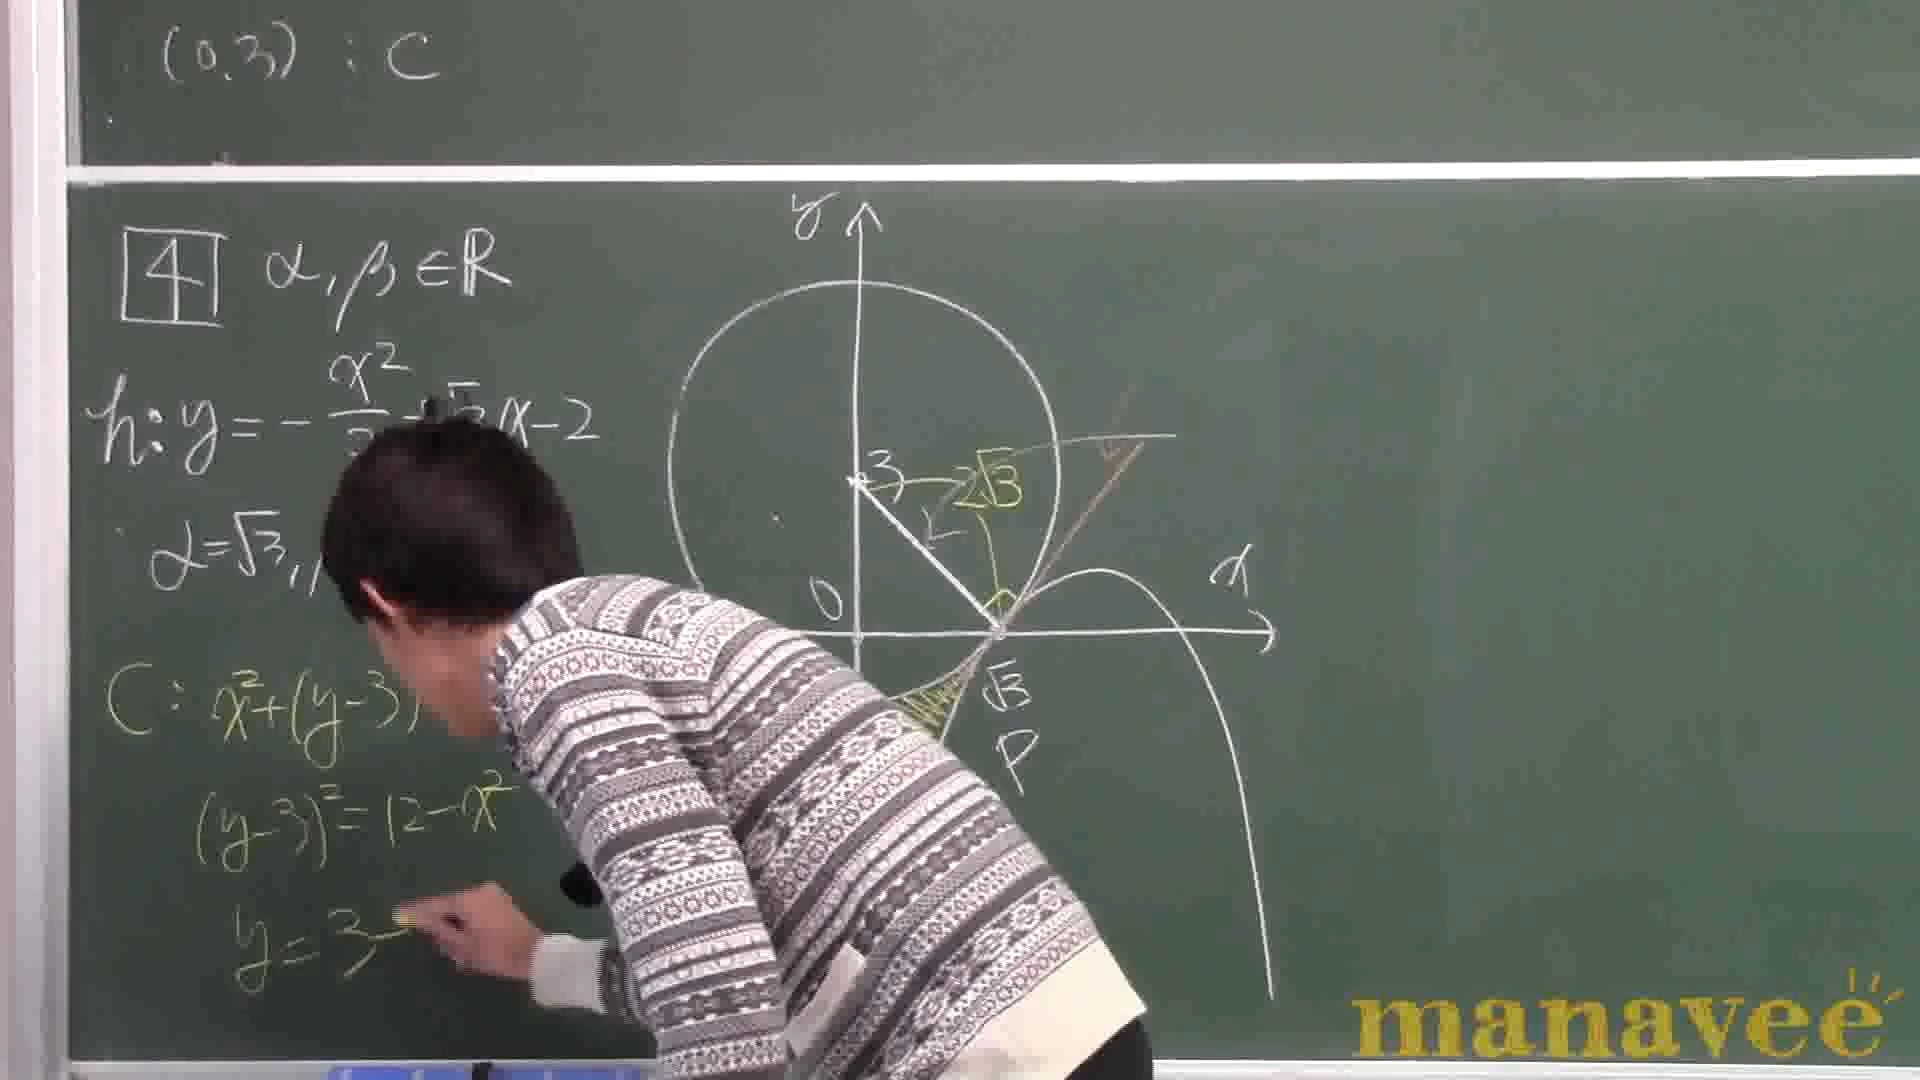 (0,3) : C
4 α, β ∈ ℝ
h: y = - x² x - 2
α = √3,
C: x² + (y-3)
(y-3)² = 12 - x²
y = 3 -
y
3
2√3
0
x
√3
P
manavee